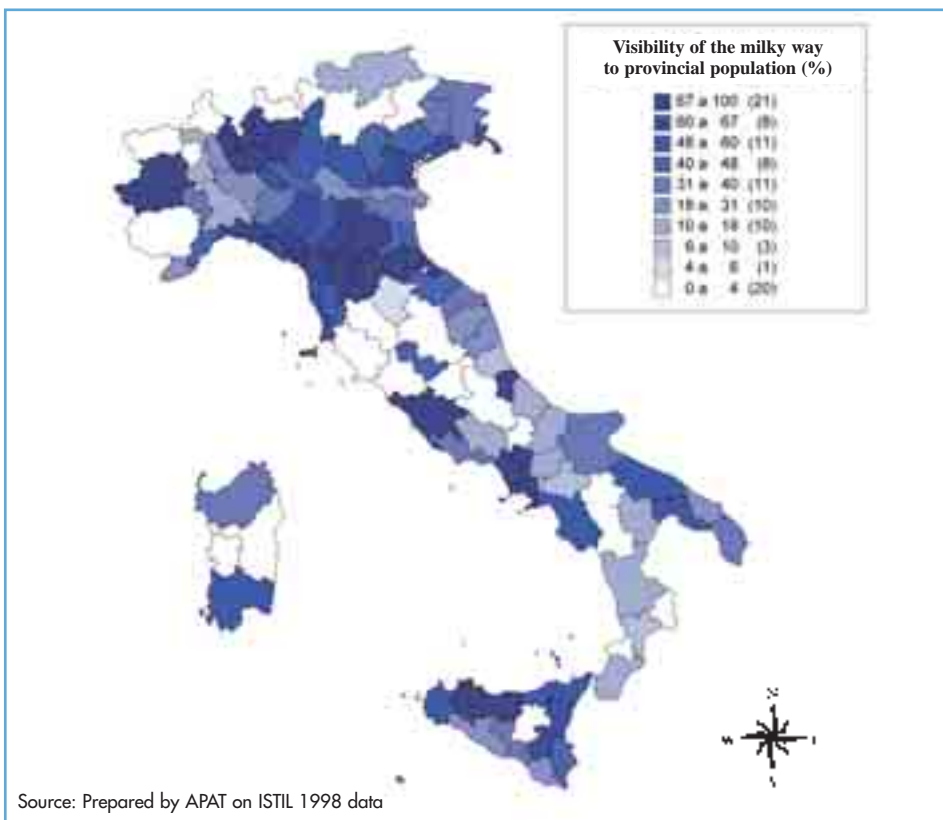 Visibility of the milky way
to provincial population (%)
67 a 100 (21)
60 a 67 (8)
48 a 60 (11)
40 a 48 (8)
31 a 40 (11)
18 a 31 (10)
10 a 18 (10)
6 a 10 (3)
4 a 6 (1)
0 a 4 (20)
Source: Prepared by APAT on ISTIL 1998 data